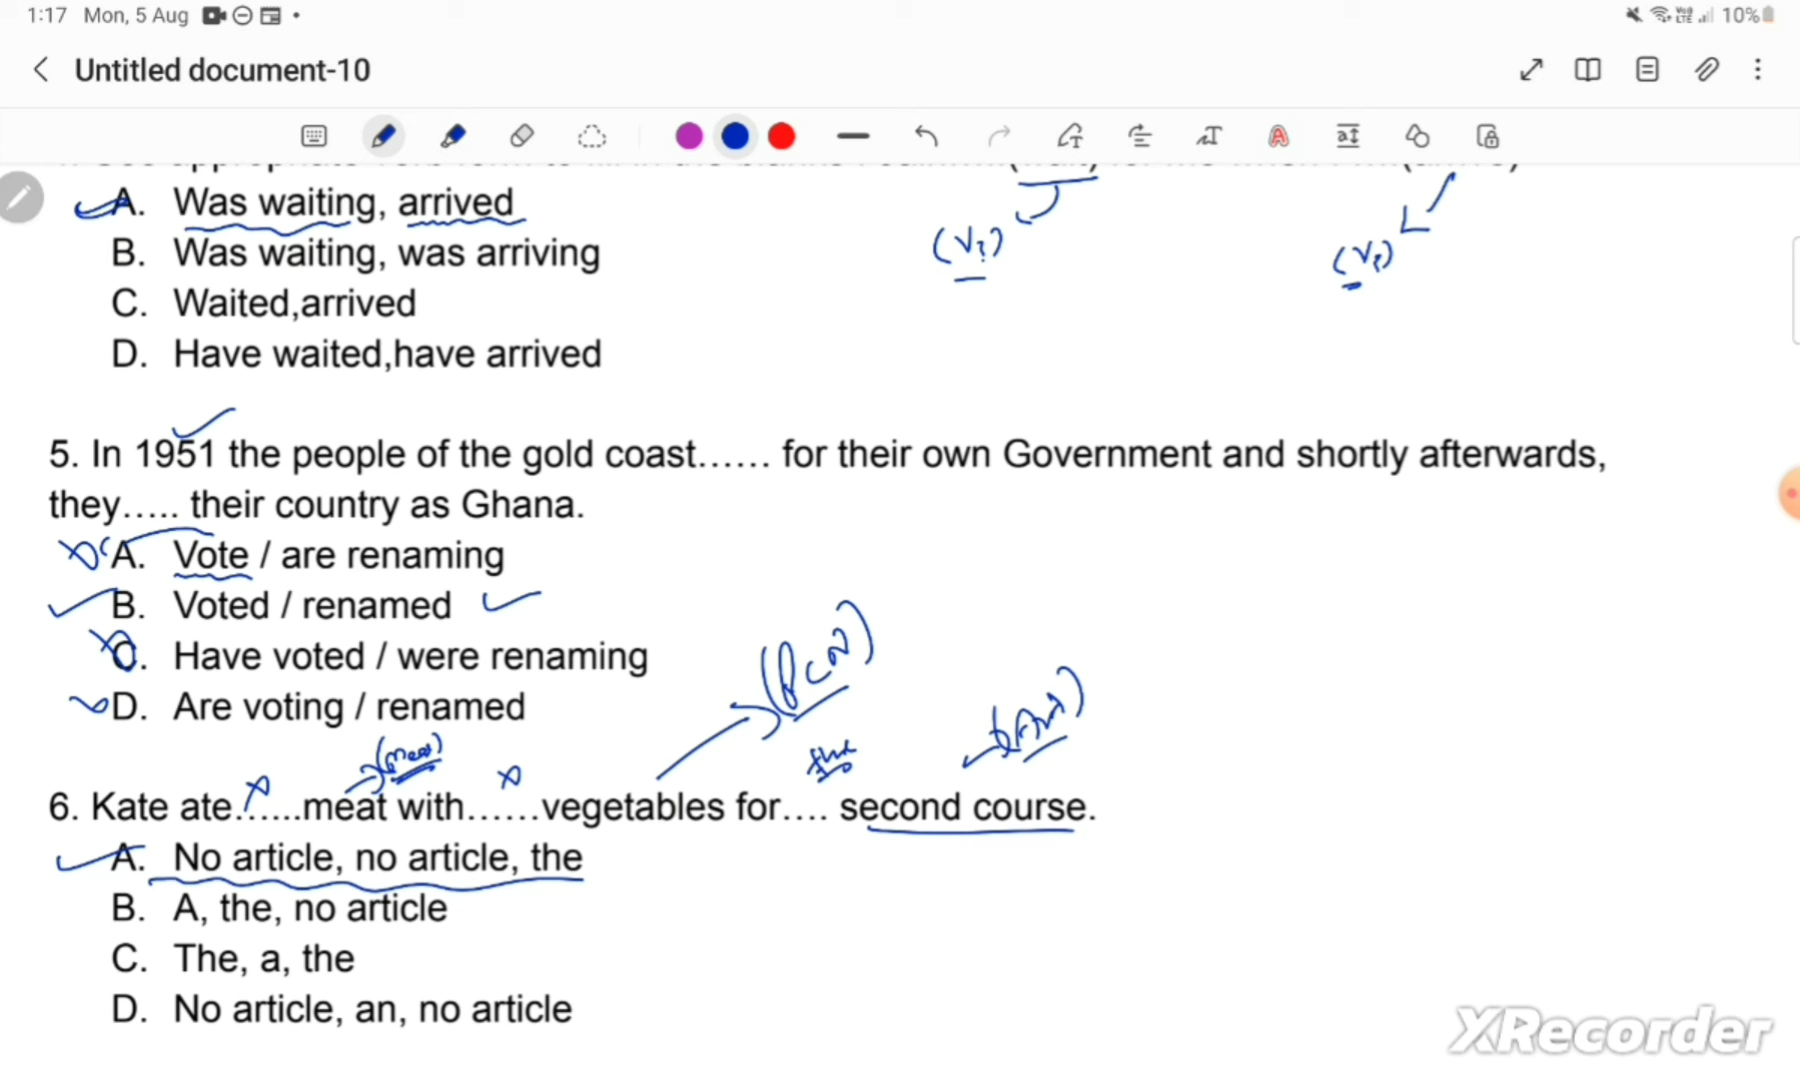 1:17 Mon, 5 Aug
10%
Untitled document-10
A. Was waiting, arrived
B. Was waiting, was arriving
C. Waited,arrived
D. Have waited,have arrived
5. In 1951 the people of the gold coast...... for their own Government and shortly afterwards,
they..... their country as Ghana.
A. Vote / are renaming
B. Voted / renamed
C. Have voted / were renaming
D. Are voting / renamed
the
6. Kate ate......meat with......vegetables for.... second course.
A. No article, no article, the
B. A, the, no article
C. The, a, the
D. No article, an, no article
XRecorder